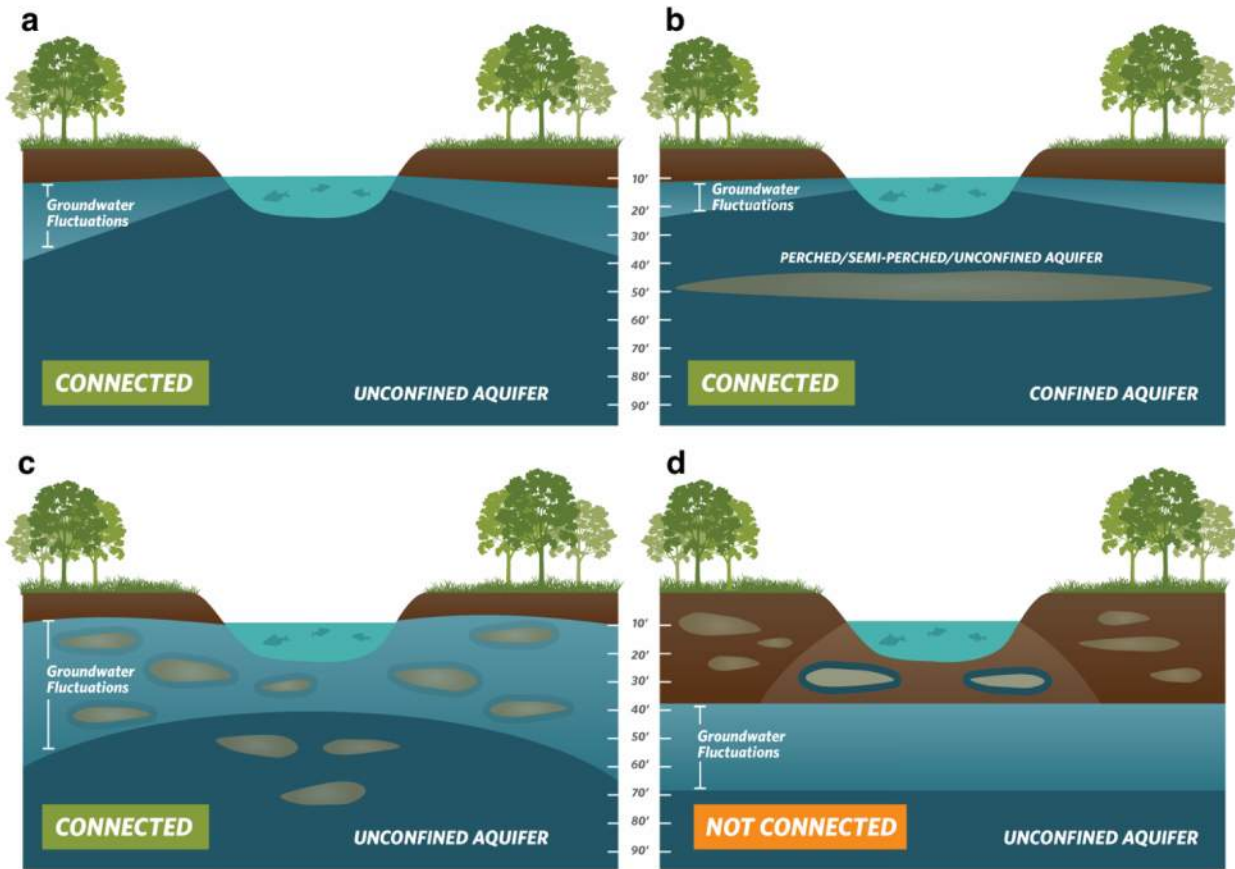 a
b
Groundwater
Fluctuations
CONNECTED
UNCONFINED AQUIFER
10'
20'
30'
40'
50'
60'
70'
80'
90'
Groundwater
Fluctuations
PERCHED/SEMI-PERCHED/UNCONFINED AQUIFER
CONNECTED
CONFINED AQUIFER
c
d
Groundwater
Fluctuations
CONNECTED
UNCONFINED AQUIFER
10'
20'
30'
40'
50'
60'
70'
80'
90'
Groundwater
Fluctuations
NOT CONNECTED
UNCONFINED AQUIFER